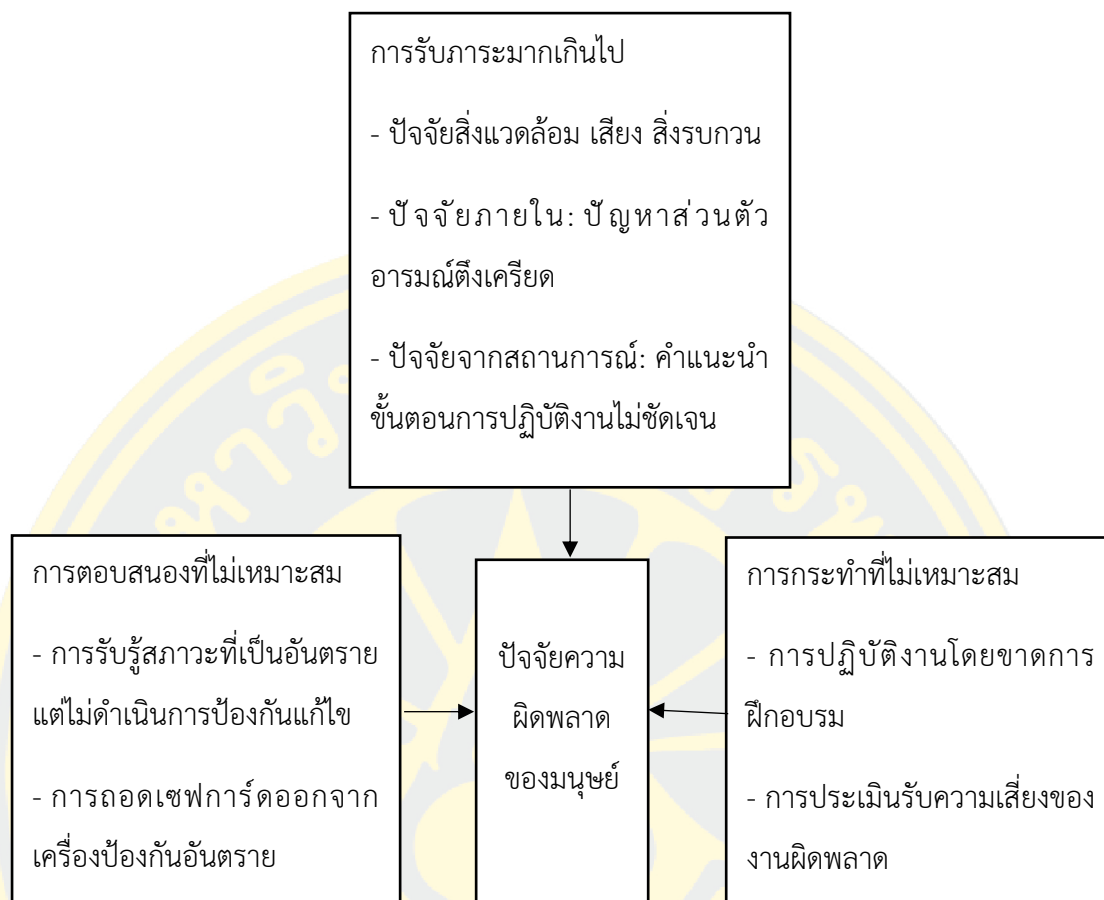 การรับภาระมากเกินไป
- ปัจจัยสิ่งแวดล้อม เสียง สิ่งรบกวน
- ปัจจัยภายใน: ปัญหาส่วนตัว
อารมณ์ตึงเครียด
- ปัจจัยจากสถานการณ์: คำแนะนำ
ขั้นตอนการปฏิบัติงานไม่ชัดเจน
การตอบสนองที่ไม่เหมาะสม
- การรับรู้สภาวะที่เป็นอันตราย
แต่ไม่ดำเนินการป้องกันแก้ไข
- การถอดเซฟการ์ดออกจาก
เครื่องป้องกันอันตราย
ปัจจัยความ
ผิดพลาด
ของมนุษย์
การกระทำที่ไม่เหมาะสม
- การปฏิบัติงานโดยขาดการ
ฝึกอบรม
- การประเมินรับความเสี่ยงของ
งานผิดพลาด